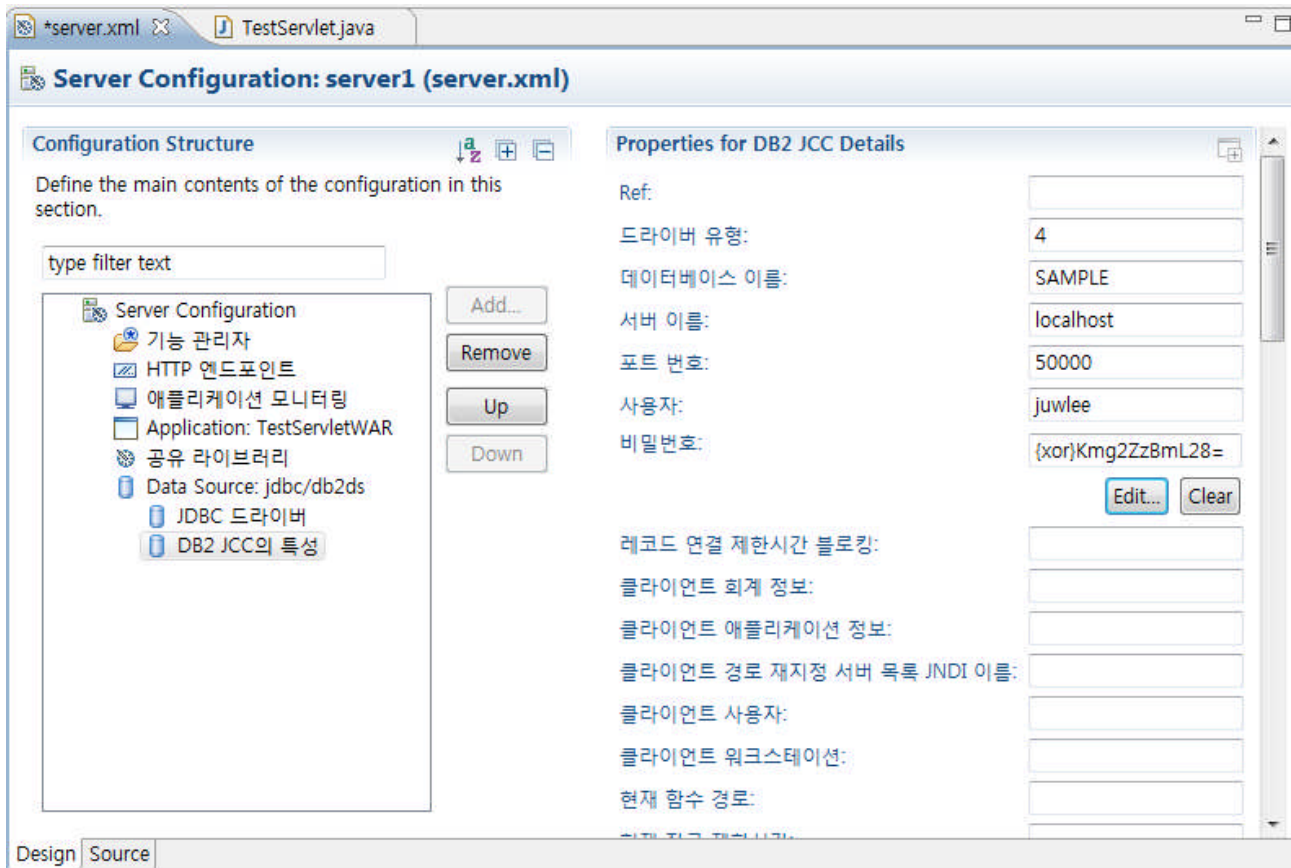 *server.xml
TestServlet.java
Server Configuration: server1 (server.xml)
Configuration Structure
Define the main contents of the configuration in this
section.
type filter text
Server Configuration
기능 관리자
HTTP 엔드포인트
애플리케이션 모니터링
Application: TestServletWAR
공유 라이브러리
Data Source: jdbc/db2ds
JDBC 드라이버
DB2 JCC의 특성
Add...
Remove
Up
Down
Properties for DB2 JCC Details
Ref:
드라이버 유형: 4
데이터베이스 이름: SAMPLE
서버 이름: localhost
포트 번호: 50000
사용자: juwlee
비밀번호: {xor}Kmg2ZzBmL28=
Edit... Clear
레코드 연결 제한시간 블로킹:
클라이언트 회계 정보:
클라이언트 애플리케이션 정보:
클라이언트 경로 재지정 서버 목록 JNDI 이름:
클라이언트 사용자:
클라이언트 워크스테이션:
현재 함수 경로:
Design Source